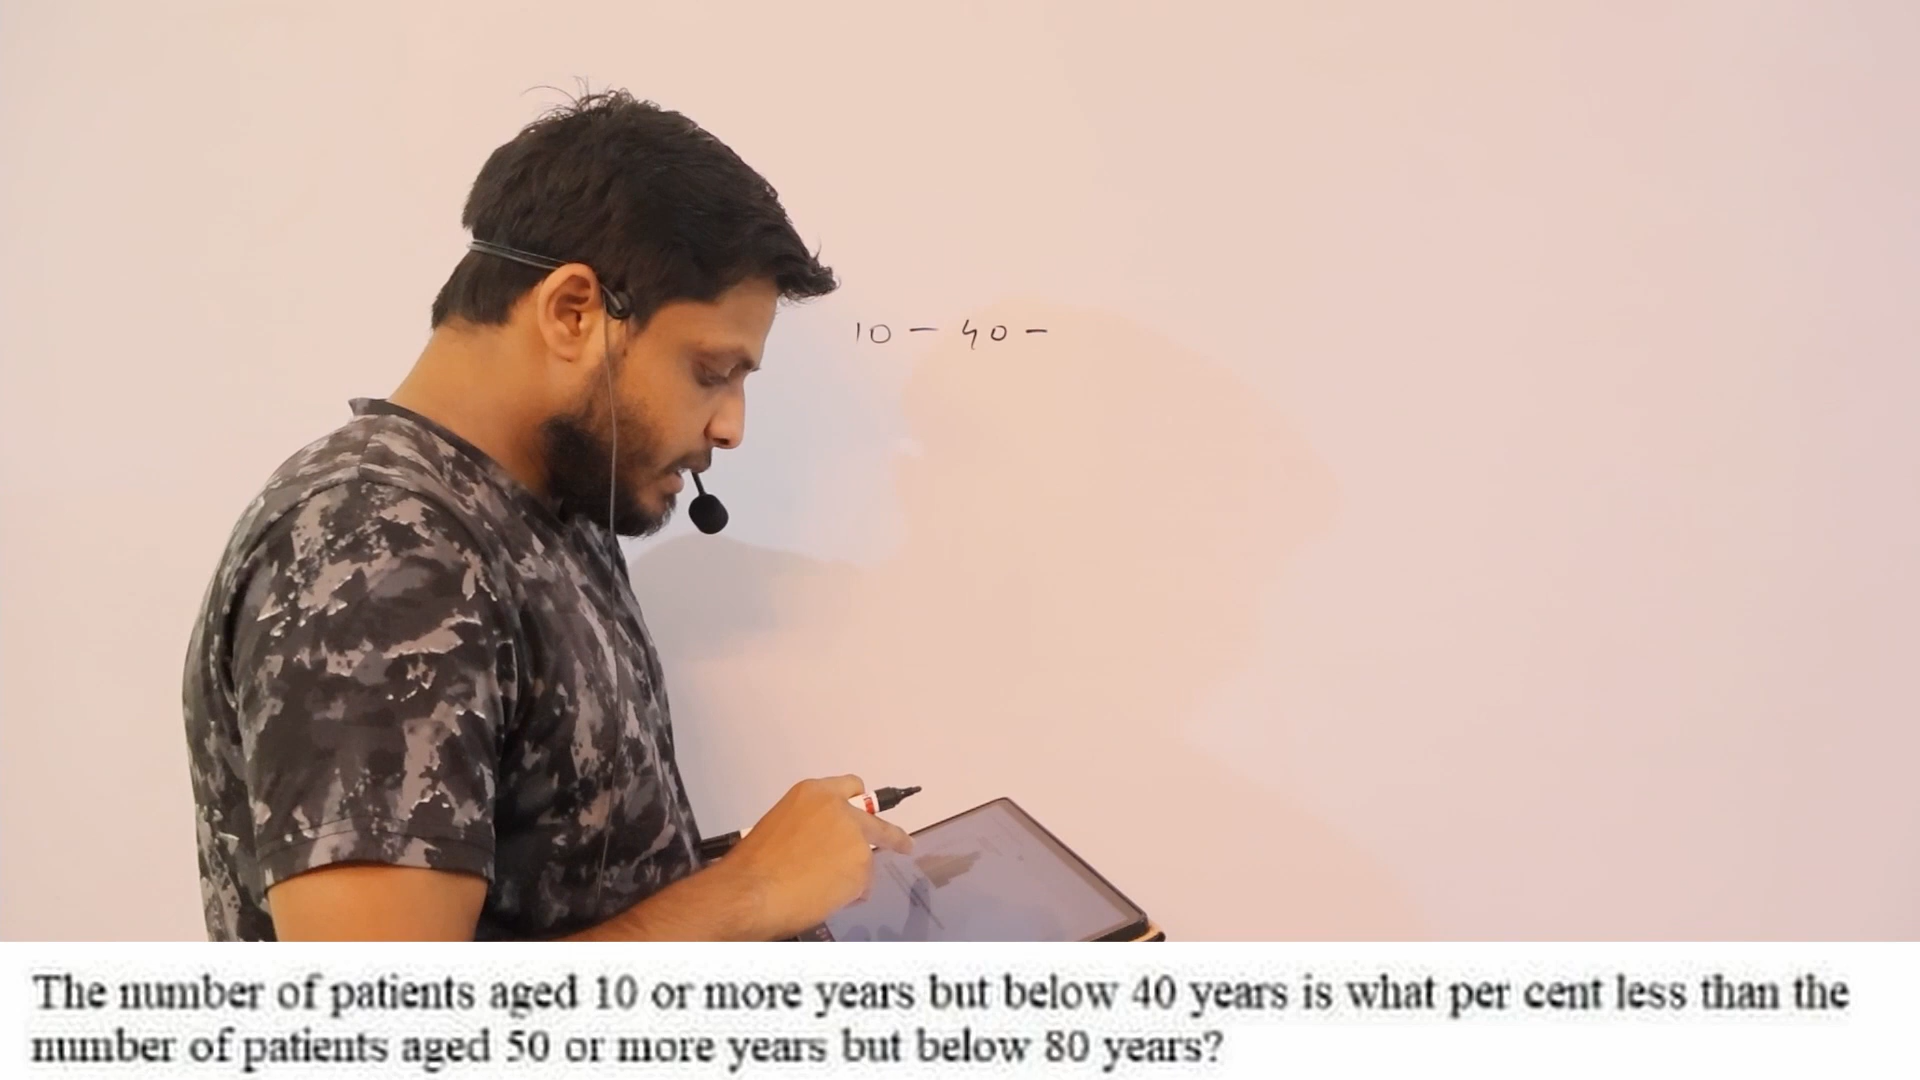 10 - 40 -
The number of patients aged 10 or more years but below 40 years is what per cent less than the
number of patients aged 50 or more years but below 80 years?